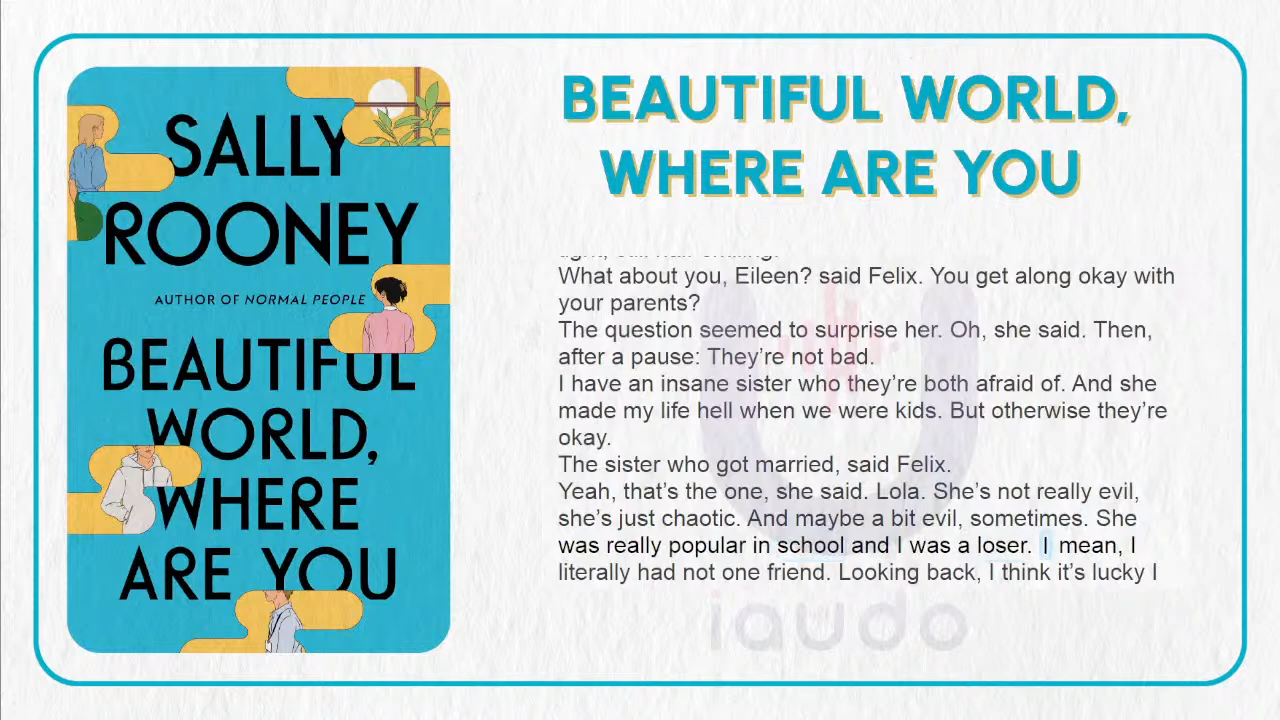 SALLY
ROONEY
AUTHOR OF NORMAL PEOPLE
BEAUTIFUL
WORLD,
WHERE
ARE YOU
BEAUTIFUL WORLD,
WHERE ARE YOU
What about you, Eileen? said Felix. You get along okay with
your parents?
The question seemed to surprise her. Oh, she said. Then,
after a pause: They’re not bad.
I have an insane sister who they’re both afraid of. And she
made my life hell when we were kids. But otherwise they’re
okay.
The sister who got married, said Felix.
Yeah, that’s the one, she said. Lola. She’s not really evil,
she’s just chaotic. And maybe a bit evil, sometimes. She
was really popular in school and I was a loser. I mean, I
literally had not one friend. Looking back, I think it’s lucky I
iaudo